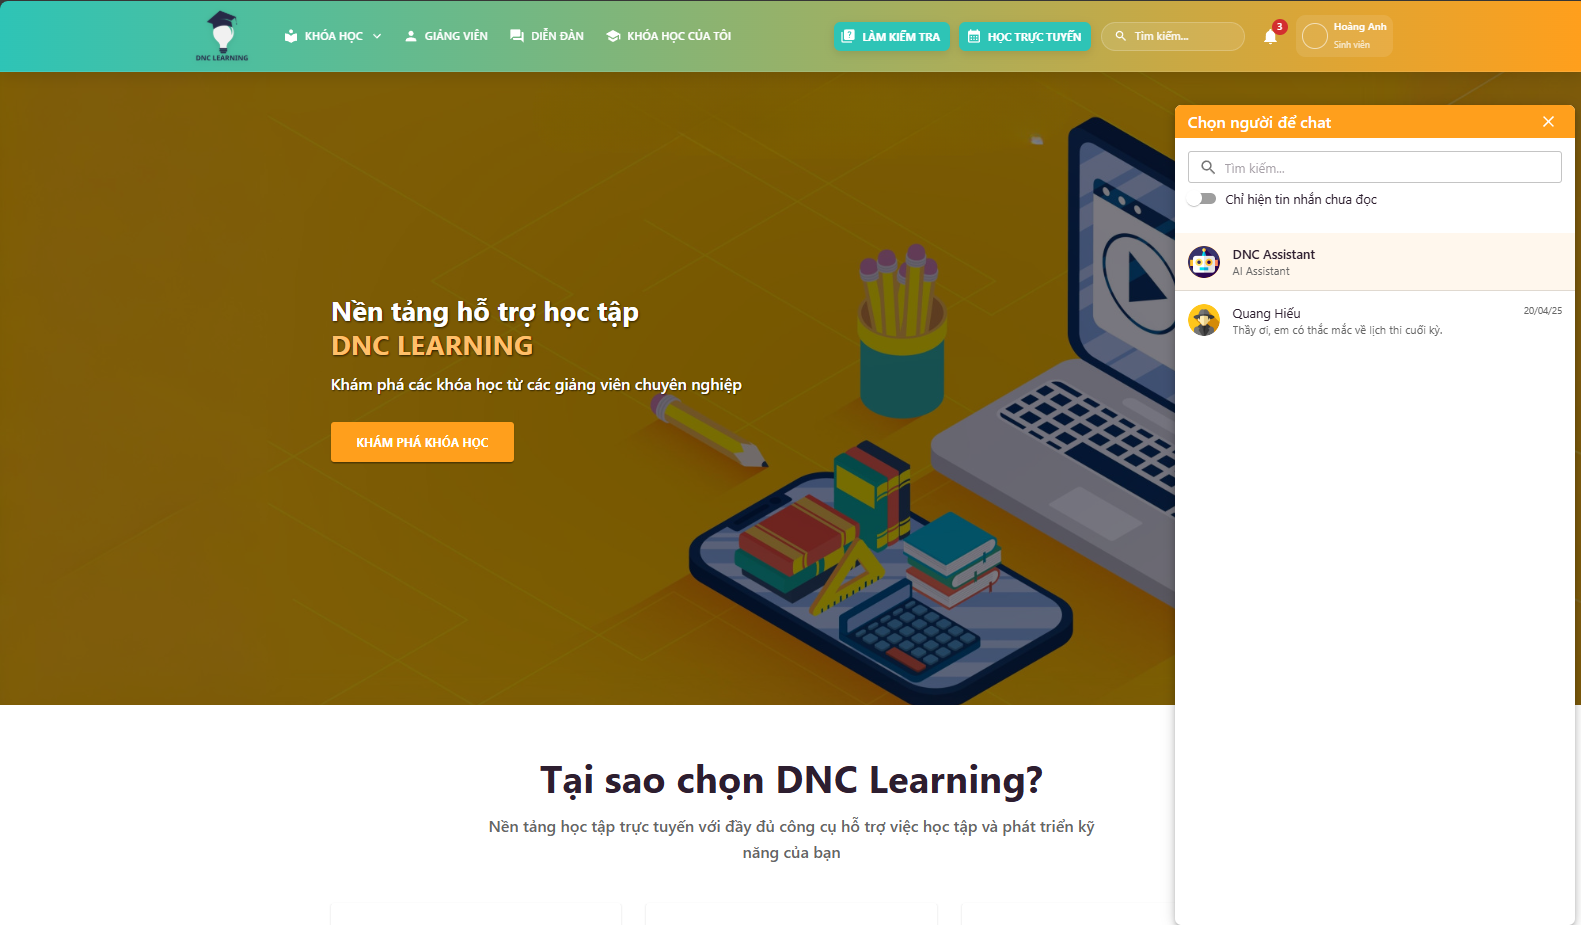 DNC LEARNING
KHÓA HỌC
GIẢNG VIÊN
DIỄN ĐÀN
KHÓA HỌC CỦA TÔI
LÀM KIỂM TRA
HỌC TRỰC TUYẾN
Tìm kiếm...
3
Hoảng Anh
Sinh viên
Nền tảng hỗ trợ học tập
DNC LEARNING
Khám phá các khóa học từ các giảng viên chuyên nghiệp
KHÁM PHÁ KHÓA HỌC
Chọn người để chat
Tìm kiếm...
Chỉ hiện tin nhắn chưa đọc
DNC Assistant
AI Assistant
Quang Hiếu
20/04/25
Thầy ơi, em có thắc mắc về lịch thi cuối kỳ.
Tại sao chọn DNC Learning?
Nền tảng học tập trực tuyến với đầy đủ công cụ hỗ trợ việc học tập và phát triển kỹ
năng của bạn